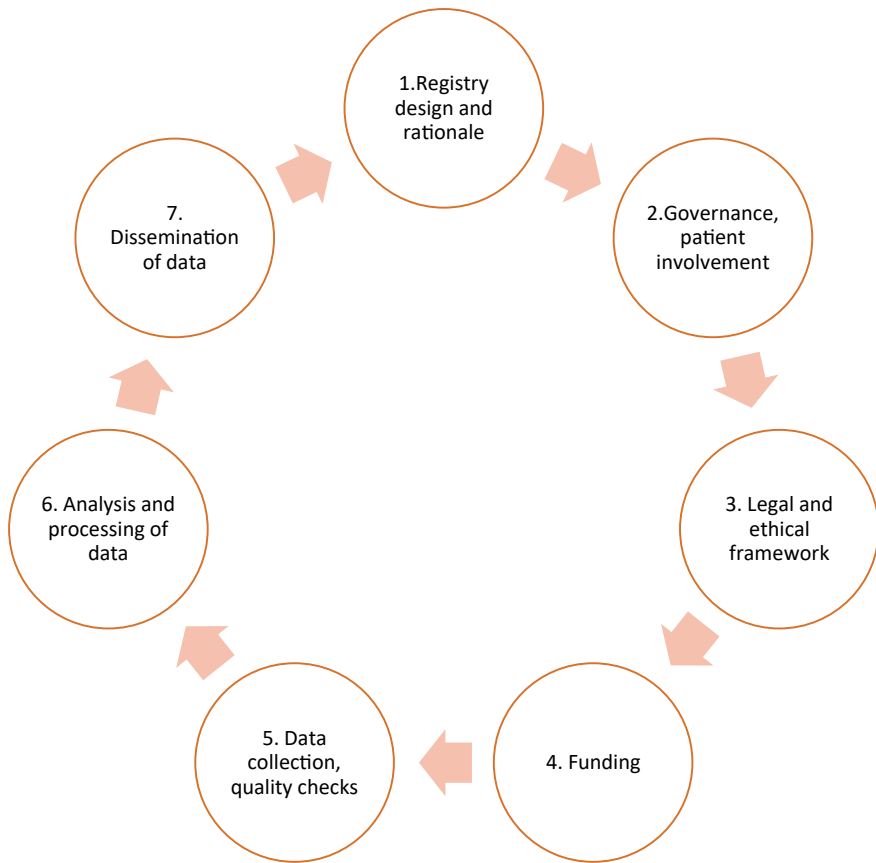 1.Registry
design and
rationale
2.Governance,
patient
involvement
3. Legal and
ethical
framework
4. Funding
5. Data
collection,
quality checks
6. Analysis and
processing of
data
7.
Dissemination
of data